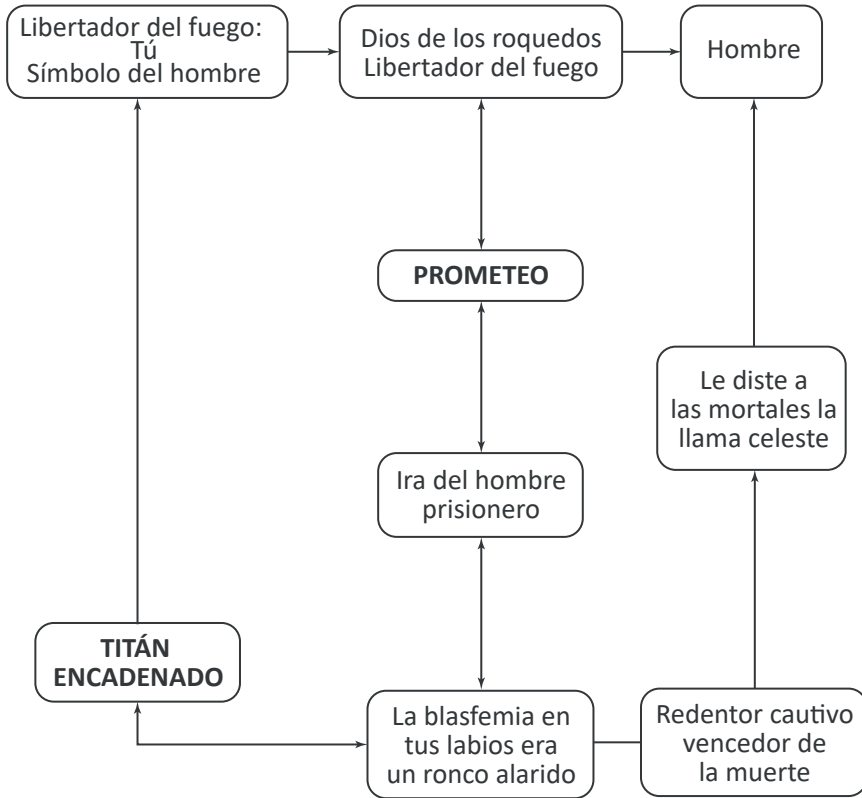 Libertador del fuego:
Tú
Símbolo del hombre
Dios de los roquedos
Libertador del fuego
Hombre
PROMETEO
Le diste a
las mortales la
llama celeste
Ira del hombre
prisionero
TITÁN
ENCADENADO
La blasfemia en
tus labios era
un ronco alarido
Redentor cautivo
vencedor de
la muerte